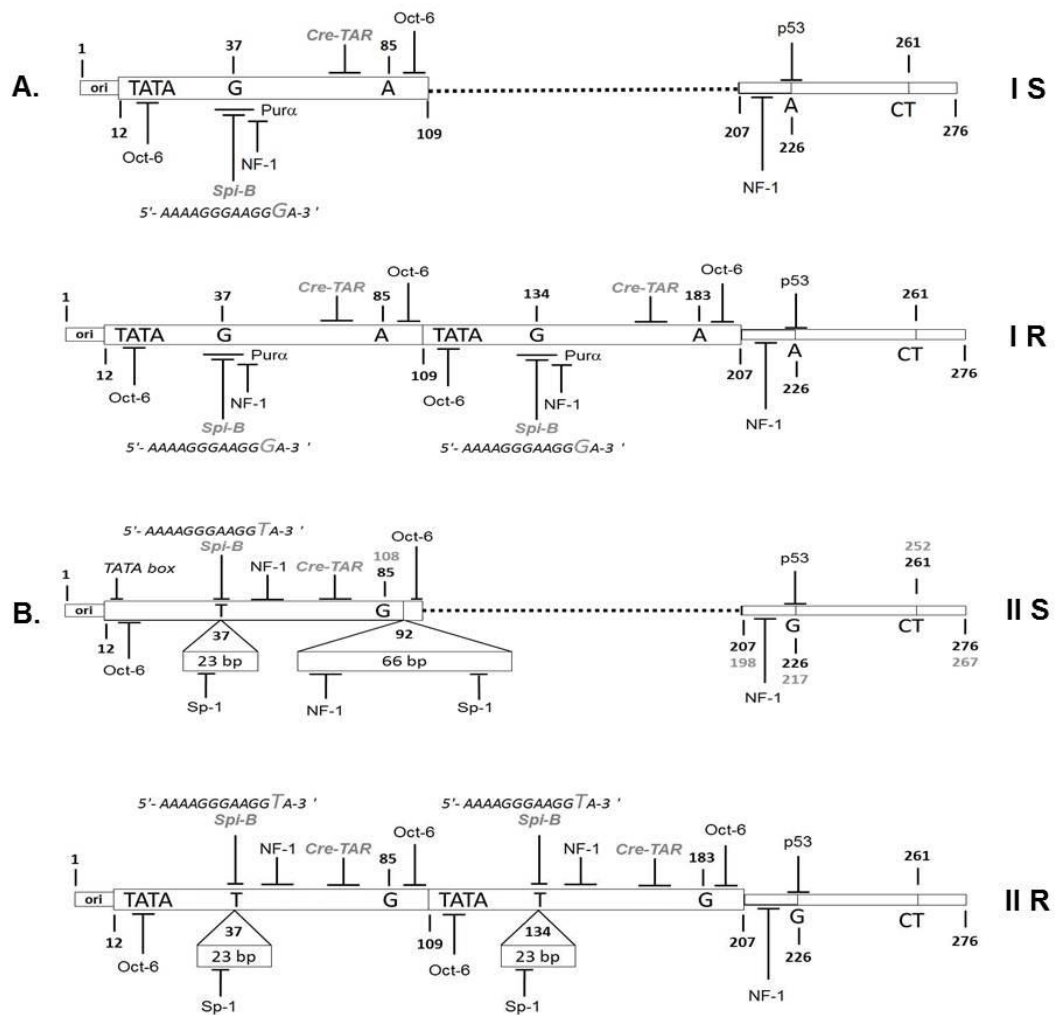 A.
I S
Oct-6
Cre-TAR
p53
1
37
85
261
ori
TATA
G
A
A
CT
12
Purα
109
207
226
276
Oct-6
NF-1
NF-1
Spi-B
5'- AAAAGGGAAGGGA-3 '
I R
Oct-6
Oct-6
Cre-TAR
Cre-TAR
p53
1
37
85
134
183
261
ori
TATA
G
A
TATA
G
A
A
CT
12
Purα
109
Purα
207
226
276
Oct-6
NF-1
Oct-6
NF-1
NF-1
Spi-B
Spi-B
5'- AAAAGGGAAGGGA-3 '
5'- AAAAGGGAAGGGA-3 '
B.
II S
5'- AAAAGGGAAGGTA-3 '
Spi-B
Oct-6
TATA box
NF-1
Cre-TAR
108
p53
252
1
85
261
ori
T
G
G
CT
12
37
92
207
226
276
198
217
267
Oct-6
23 bp
66 bp
NF-1
Sp-1
NF-1
Sp-1
II R
5'- AAAAGGGAAGGTA-3 '
5'- AAAAGGGAAGGTA-3 '
Spi-B
Spi-B
Oct-6
Oct-6
NF-1
Cre-TAR
NF-1
Cre-TAR
p53
1
85
183
261
ori
TATA
T
G
TATA
T
G
G
CT
12
37
109
134
207
226
276
Oct-6
23 bp
Oct-6
23 bp
Sp-1
Sp-1
NF-1